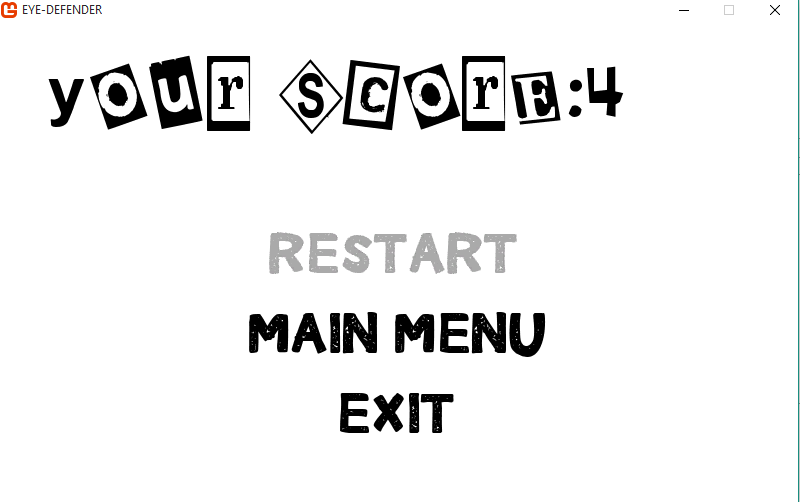 EYE-DEFENDER
your Score:4
RESTART
MAIN MENU
EXIT